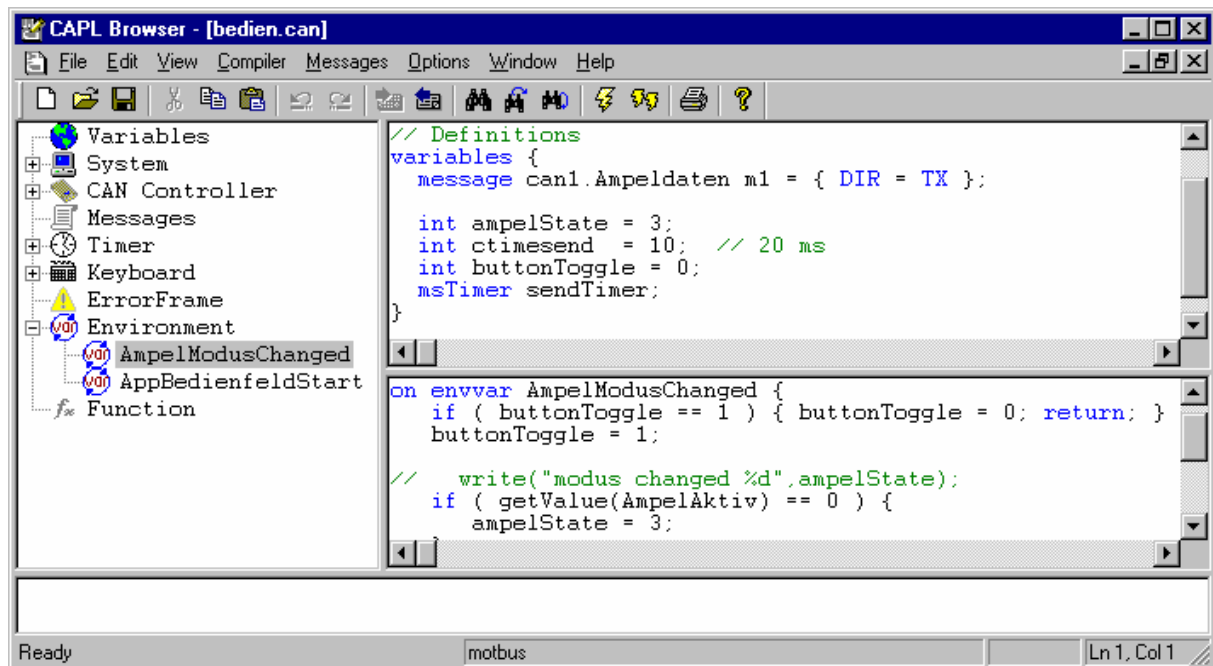 CAPL Browser - [bedien.can]
File Edit View Compiler Messages Options Window Help
Variables
System
CAN Controller
Messages
Timer
Keyboard
ErrorFrame
Environment
AmpelModusChanged
AppBedienfeldStart
Function
// Definitions
variables {
message can1.Ampeldaten m1 = { DIR = TX };
int ampelState = 3;
int ctimesend = 10; // 20 ms
int buttonToggle = 0;
msTimer sendTimer;
}
on envvar AmpelModusChanged {
if ( buttonToggle == 1 ) { buttonToggle = 0; return; }
buttonToggle = 1;
// write("modus changed %d",ampelState);
if ( getValue(AmpelAktiv) == 0 ) {
ampelState = 3;
Ready motbus Ln 1, Col 1